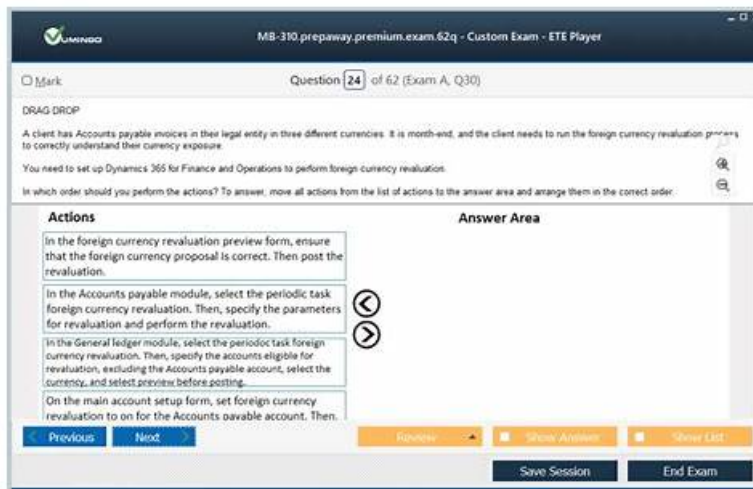 VUMINGO
MB-310.prepaway.premium.exam.62q - Custom Exam - ETE Player
Mark
Question 24 of 62 (Exam A, Q30)
DRAG DROP
A client has Accounts payable invoices in their legal entity in three different currencies. It is month-end, and the client needs to run the foreign currency revaluation process
to correctly understand their currency exposure.
You need to set up Dynamics 365 for Finance and Operations to perform foreign currency revaluation.
In which order should you perform the actions? To answer, move all actions from the list of actions to the answer area and arrange them in the correct order.
Actions
Answer Area
In the foreign currency revaluation preview form, ensure
that the foreign currency proposal is correct. Then post the
revaluation.
In the Accounts payable module, select the periodic task
foreign currency revaluation. Then, specify the parameters
for revaluation and perform the revaluation.
In the General ledger module, select the periodoc task foreign
currency revaluation. Then, specify the accounts eligible for
revaluation, excluding the Accounts payable account, select the
currency, and select preview before posting.
On the main account setup form, set foreign currency
revaluation to on for the Accounts payable account. Then,
Previous
Next
Review
Show Answer
Show List
Save Session
End Exam